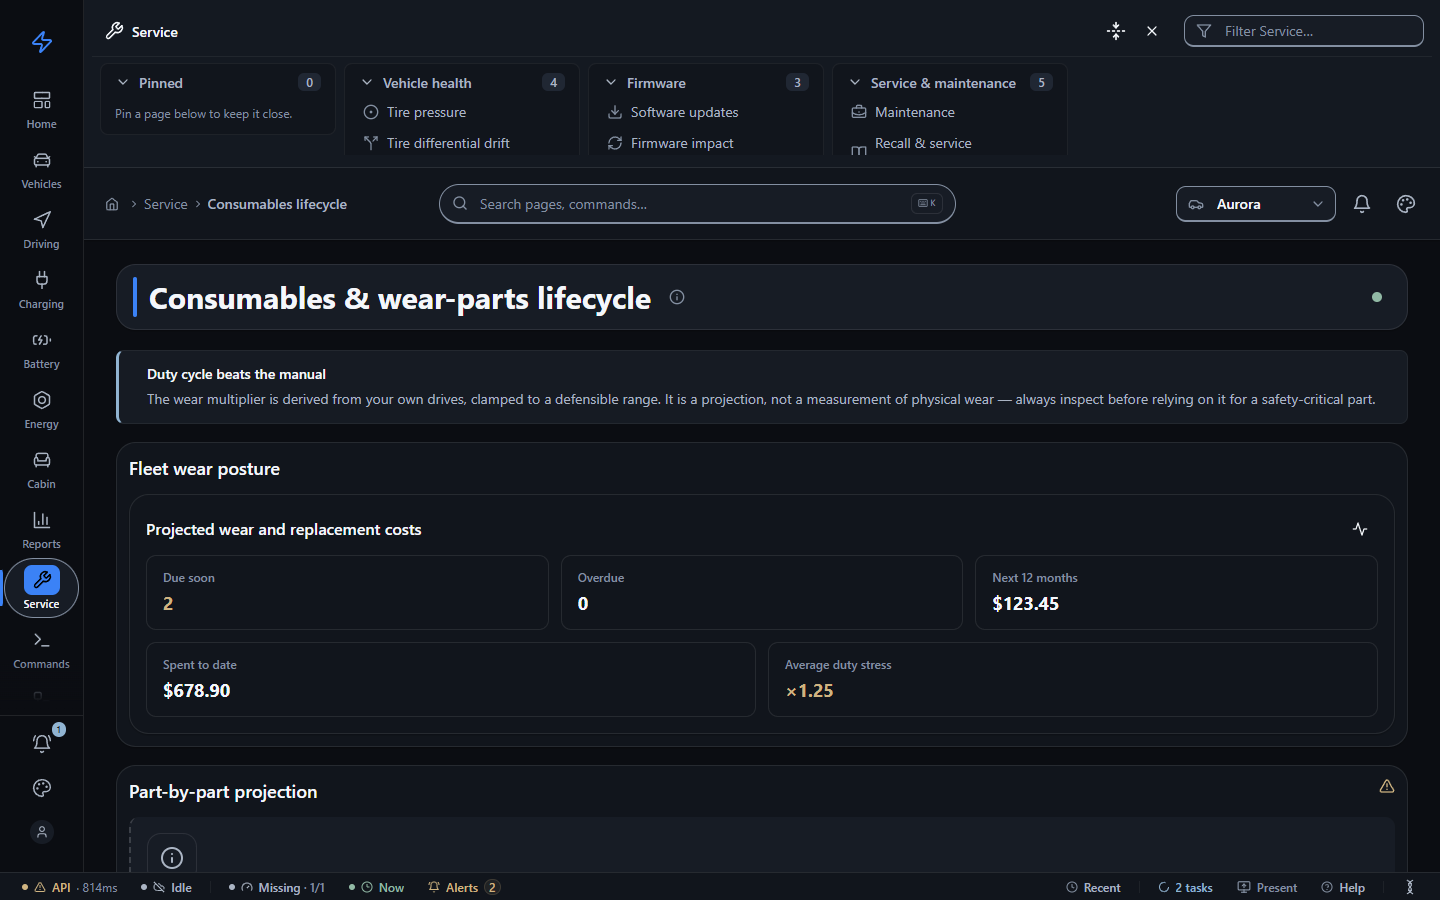 Service
Filter Service...
Pinned 0
Pin a page below to keep it close.
Vehicle health 4
Tire pressure
Tire differential drift
Firmware 3
Software updates
Firmware impact
Service & maintenance 5
Maintenance
Recall & service
Home
Vehicles
Driving
Charging
Battery
Energy
Cabin
Reports
Service
Commands
1
Service
Consumables lifecycle
Search pages, commands...
K
Aurora
Consumables & wear-parts lifecycle
Duty cycle beats the manual
The wear multiplier is derived from your own drives, clamped to a defensible range. It is a projection, not a measurement of physical wear — always inspect before relying on it for a safety-critical part.
Fleet wear posture
Projected wear and replacement costs
Due soon
2
Overdue
0
Next 12 months
$123.45
Spent to date
$678.90
Average duty stress
×1.25
Part-by-part projection
API · 814ms
Idle
Missing · 1/1
Now
Alerts 2
Recent
2 tasks
Present
Help